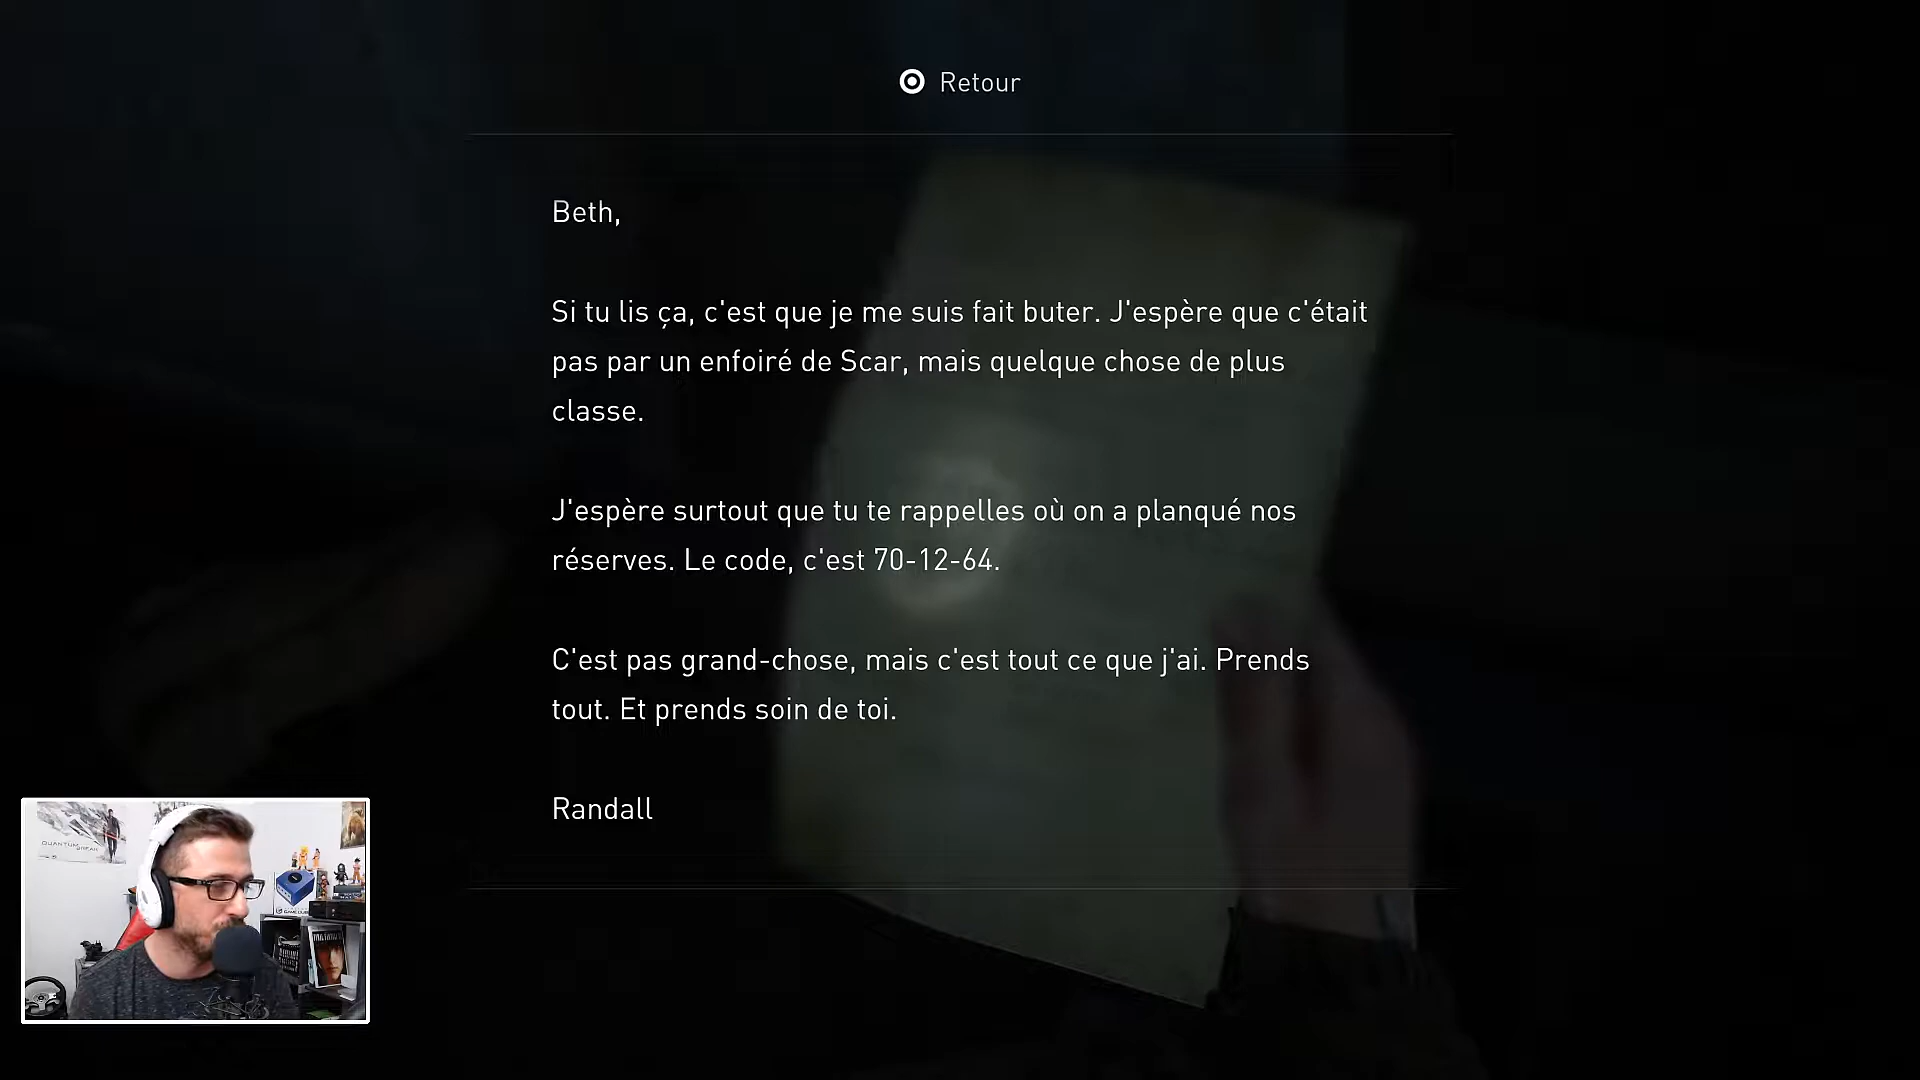 Retour
Beth,
Si tu lis ça, c'est que je me suis fait buter. J'espère que c'était
pas par un enfoiré de Scar, mais quelque chose de plus
classe.
J'espère surtout que tu te rappelles où on a planqué nos
réserves. Le code, c'est 70-12-64.
C'est pas grand-chose, mais c'est tout ce que j'ai. Prends
tout. Et prends soin de toi.
Randall
QUANTUM BREAK